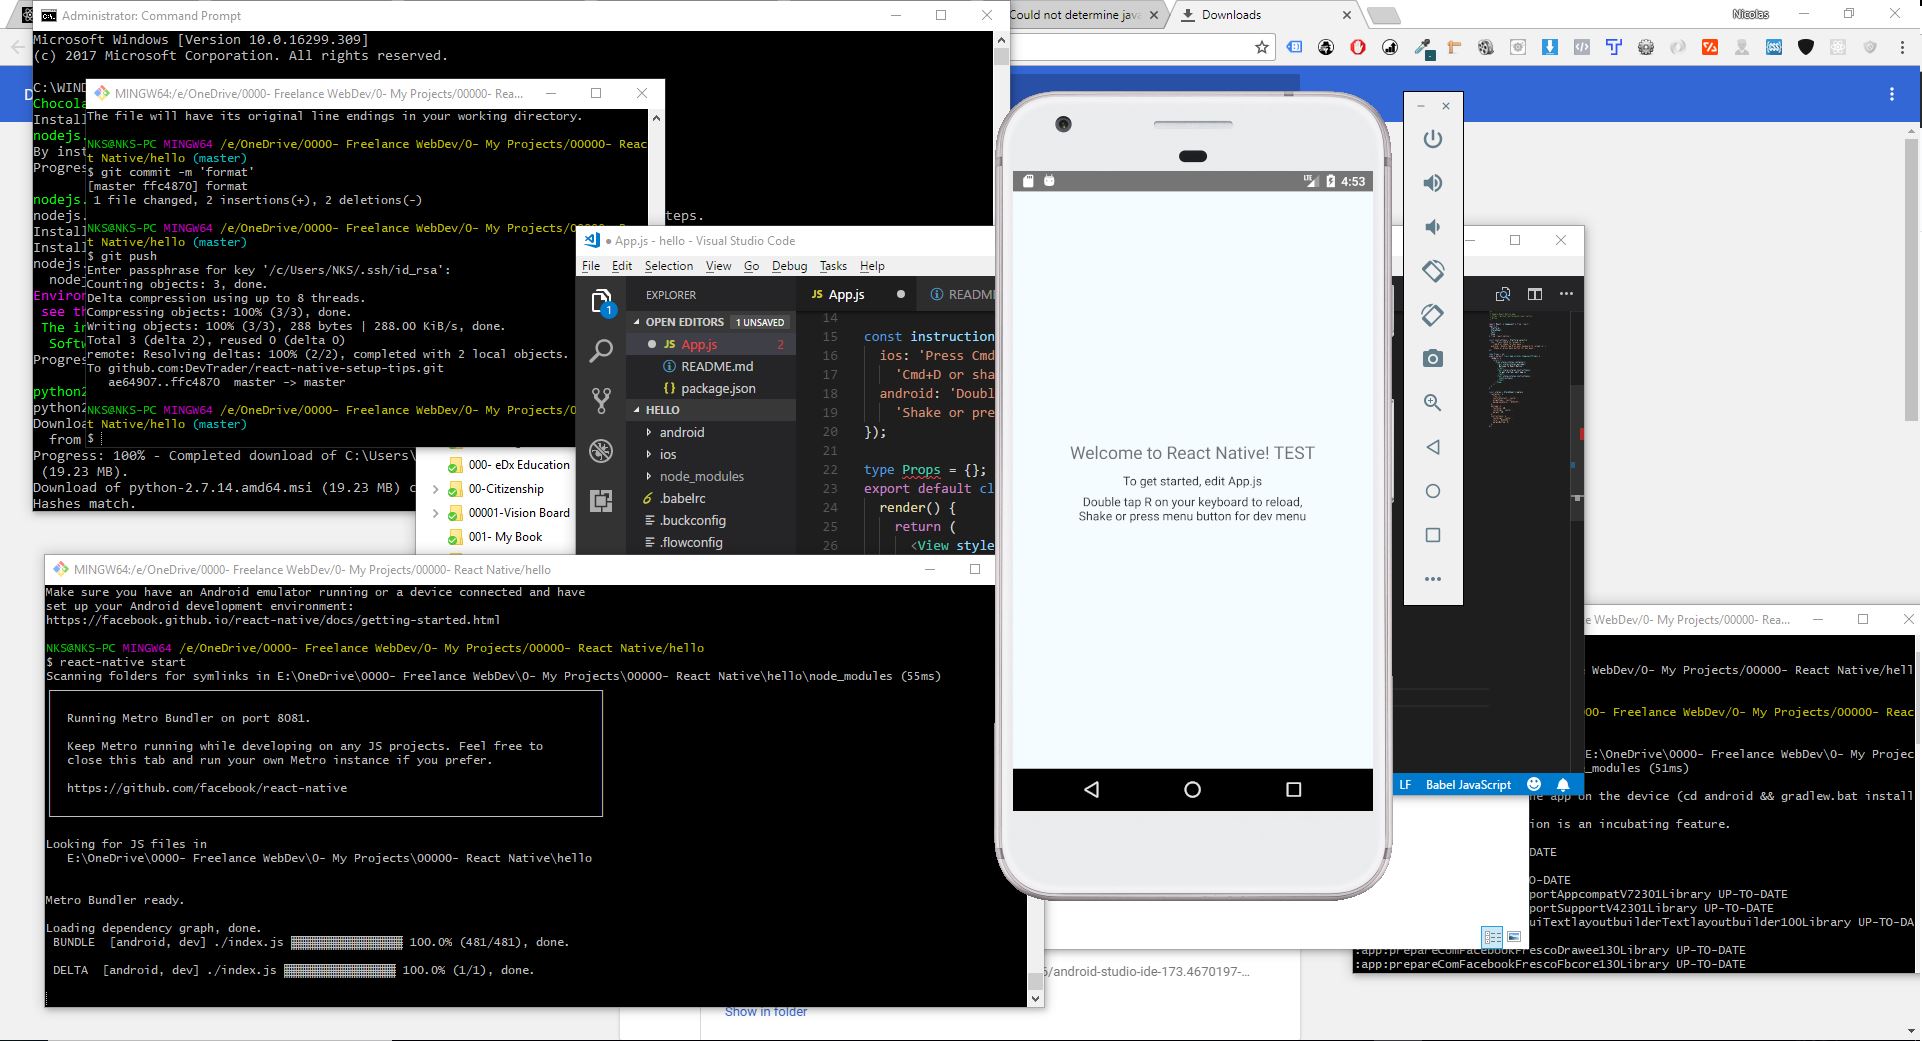 Administrator: Command Prompt
Microsoft Windows [Version 10.0.16299.309]
(c) 2017 Microsoft Corporation. All rights reserved.
C:\WIND
Chocola
Install
nodejs.
By inst
Progres
nodejs.
nodejs.
teps.
Install
Install
nodejs.
nodej
Environ
see th
The in
Softw
Progres
python2
python2
Downloa
from
Progress: 100% - Completed download of C:\Users\
(19.23 MB).
Download of python-2.7.14.amd64.msi (19.23 MB) c
Hashes match.
MINGW64:/e/OneDrive/0000- Freelance WebDev/0- My Projects/00000- Rea...
The file will have its original line endings in your working directory.
NKS@NKS-PC MINGW64 /e/OneDrive/0000- Freelance WebDev/0- My Projects/00000- Reac
t Native/hello (master)
$ git commit -m 'format'
[master ffc4870] format
1 file changed, 2 insertions(+), 2 deletions(-)
NKS@NKS-PC MINGW64 /e/OneDrive/0000- Freelance WebDev/0- My Projects/00000- Reac
t Native/hello (master)
$ git push
Enter passphrase for key '/c/Users/NKS/.ssh/id_rsa':
Counting objects: 3, done.
Delta compression using up to 8 threads.
Compressing objects: 100% (3/3), done.
Writing objects: 100% (3/3), 288 bytes | 288.00 KiB/s, done.
Total 3 (delta 2), reused 0 (delta 0)
remote: Resolving deltas: 100% (2/2), completed with 2 local objects.
To github.com:DevTrader/react-native-setup-tips.git
ae64907..ffc4870  master -> master
NKS@NKS-PC MINGW64 /e/OneDrive/0000- Freelance WebDev/0- My Projects/0
t Native/hello (master)
$
000- eDx Education
00-Citizenship
00001-Vision Board
001- My Book
Could not determine java
Downloads
Nicolas
App.js - hello - Visual Studio Code
File Edit Selection View Go Debug Tasks Help
EXPLORER
OPEN EDITORS 1 UNSAVED
JS App.js 2
README.md
{} package.json
HELLO
android
ios
node_modules
.babelrc
.buckconfig
.flowconfig
1
JS App.js
README
14
15 const instruction
16 ios: 'Press Cmd
17 'Cmd+D or sha
18 android: 'Doubl
19 'Shake or pre
20 });
21
22 type Props = {};
23 export default cl
24 render() {
25 return (
26 <View style
LF Babel JavaScript
LTE 4:53
Welcome to React Native! TEST
To get started, edit App.js
Double tap R on your keyboard to reload,
Shake or press menu button for dev menu
MINGW64:/e/OneDrive/0000- Freelance WebDev/0- My Projects/00000- React Native/hello
Make sure you have an Android emulator running or a device connected and have
set up your Android development environment:
https://facebook.github.io/react-native/docs/getting-started.html
NKS@NKS-PC MINGW64 /e/OneDrive/0000- Freelance WebDev/0- My Projects/00000- React Native/hello
$ react-native start
Scanning folders for symlinks in E:\OneDrive\0000- Freelance WebDev\0- My Projects\00000- React Native\hello\node_modules (55ms)
Running Metro Bundler on port 8081.
Keep Metro running while developing on any JS projects. Feel free to
close this tab and run your own Metro instance if you prefer.
https://github.com/facebook/react-native
Looking for JS files in
E:\OneDrive\0000- Freelance WebDev\0- My Projects\00000- React Native\hello
Metro Bundler ready.
Loading dependency graph, done.
BUNDLE  [android, dev] ./index.js 100.0% (481/481), done.
DELTA  [android, dev] ./index.js 100.0% (1/1), done.
e WebDev/0- My Projects/00000- Rea...
WebDev/0- My Projects/00000- React Native/hell
00- Freelance WebDev/0- My Projects/00000- Reac
E:\OneDrive\0000- Freelance WebDev\0- My Projec
_modules (51ms)
he app on the device (cd android && gradlew.bat install
ion is an incubating feature.
DATE
O-DATE
portAppcompatV72301Library UP-TO-DATE
portSupportV42301Library UP-TO-DATE
uiTextlayoutbuilderTextlayoutbuilder100Library UP-TO-DA
:app:prepareComFacebookFrescoDrawee130Library UP-TO-DATE
:app:prepareComFacebookFrescoFbcore130Library UP-TO-DATE
6/android-studio-ide-173.4670197-...
Show in folder